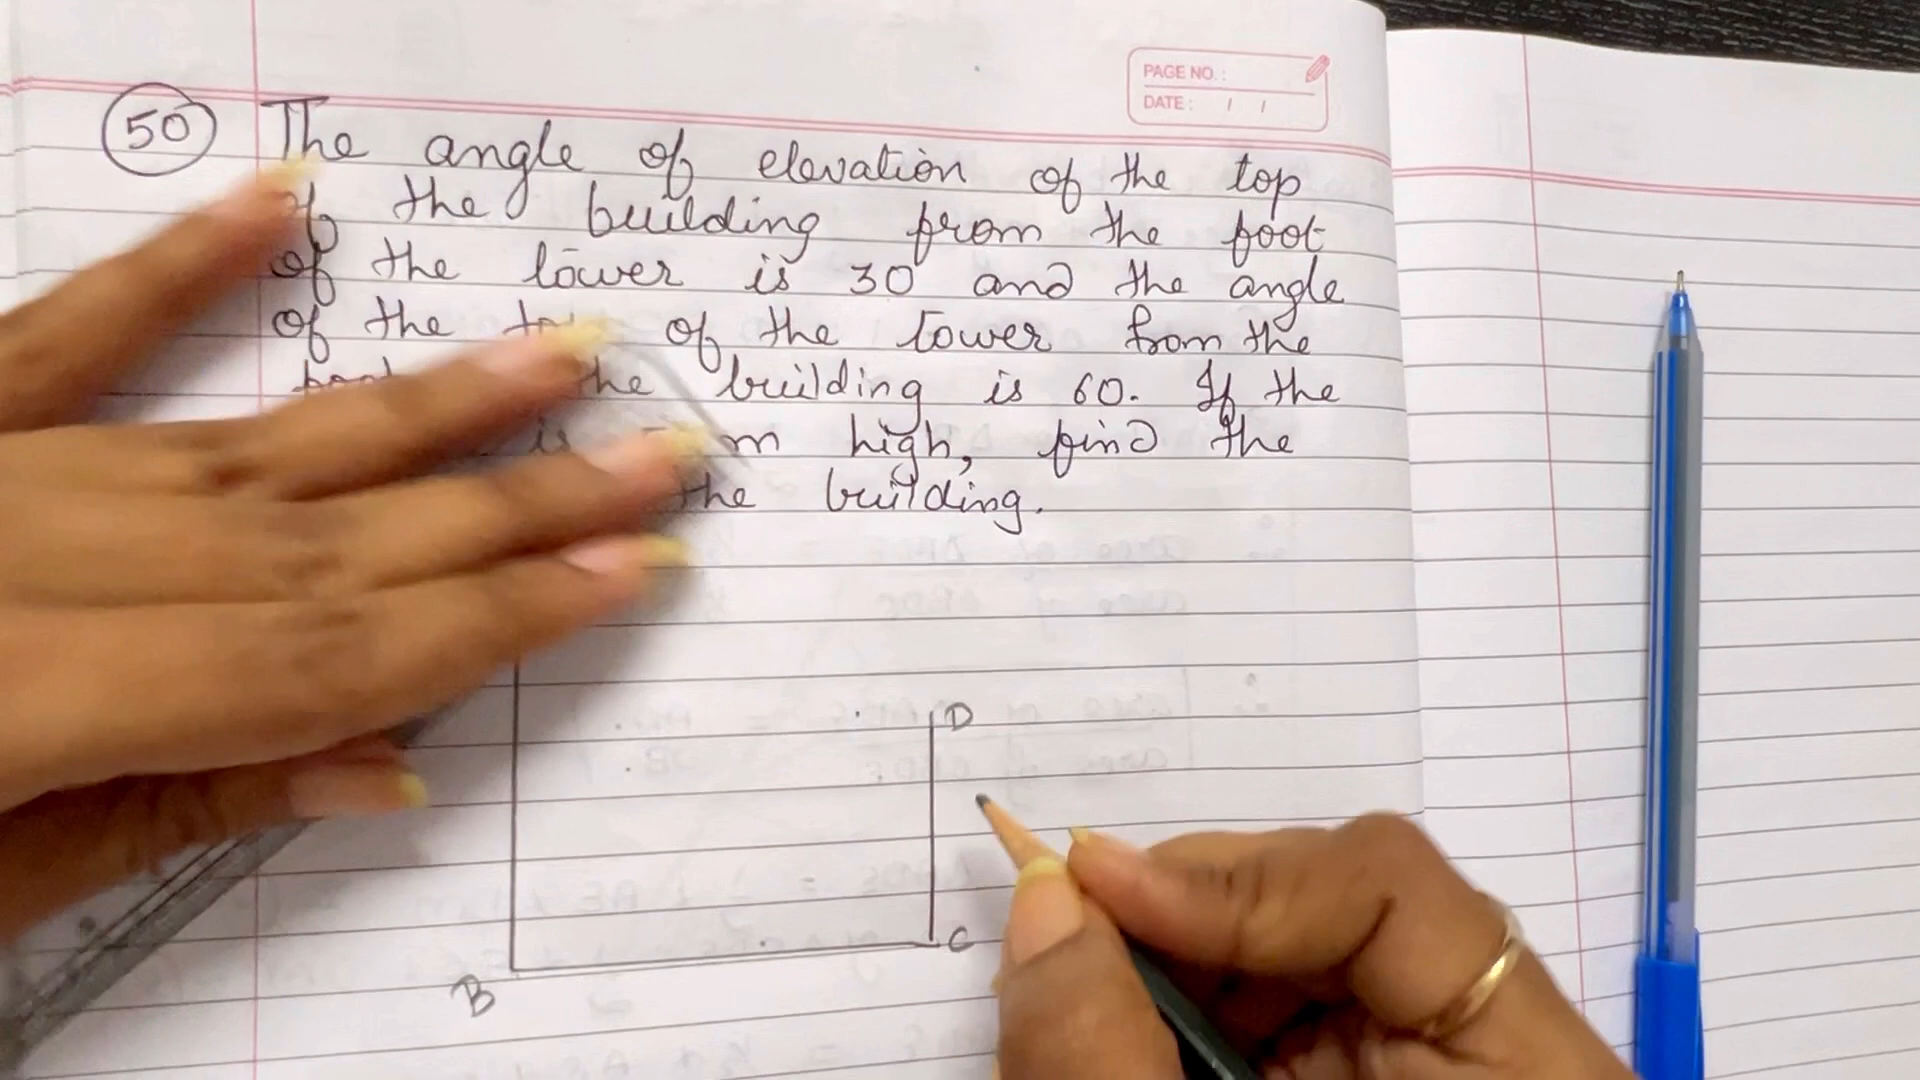 PAGE NO.:
DATE: / /
50 The angle of elevation of the top
of the building from the foot
of the tower is 30 and the angle
of the of the tower from the
the building is 60. If the
is m high, find the
the building.
D
C
B